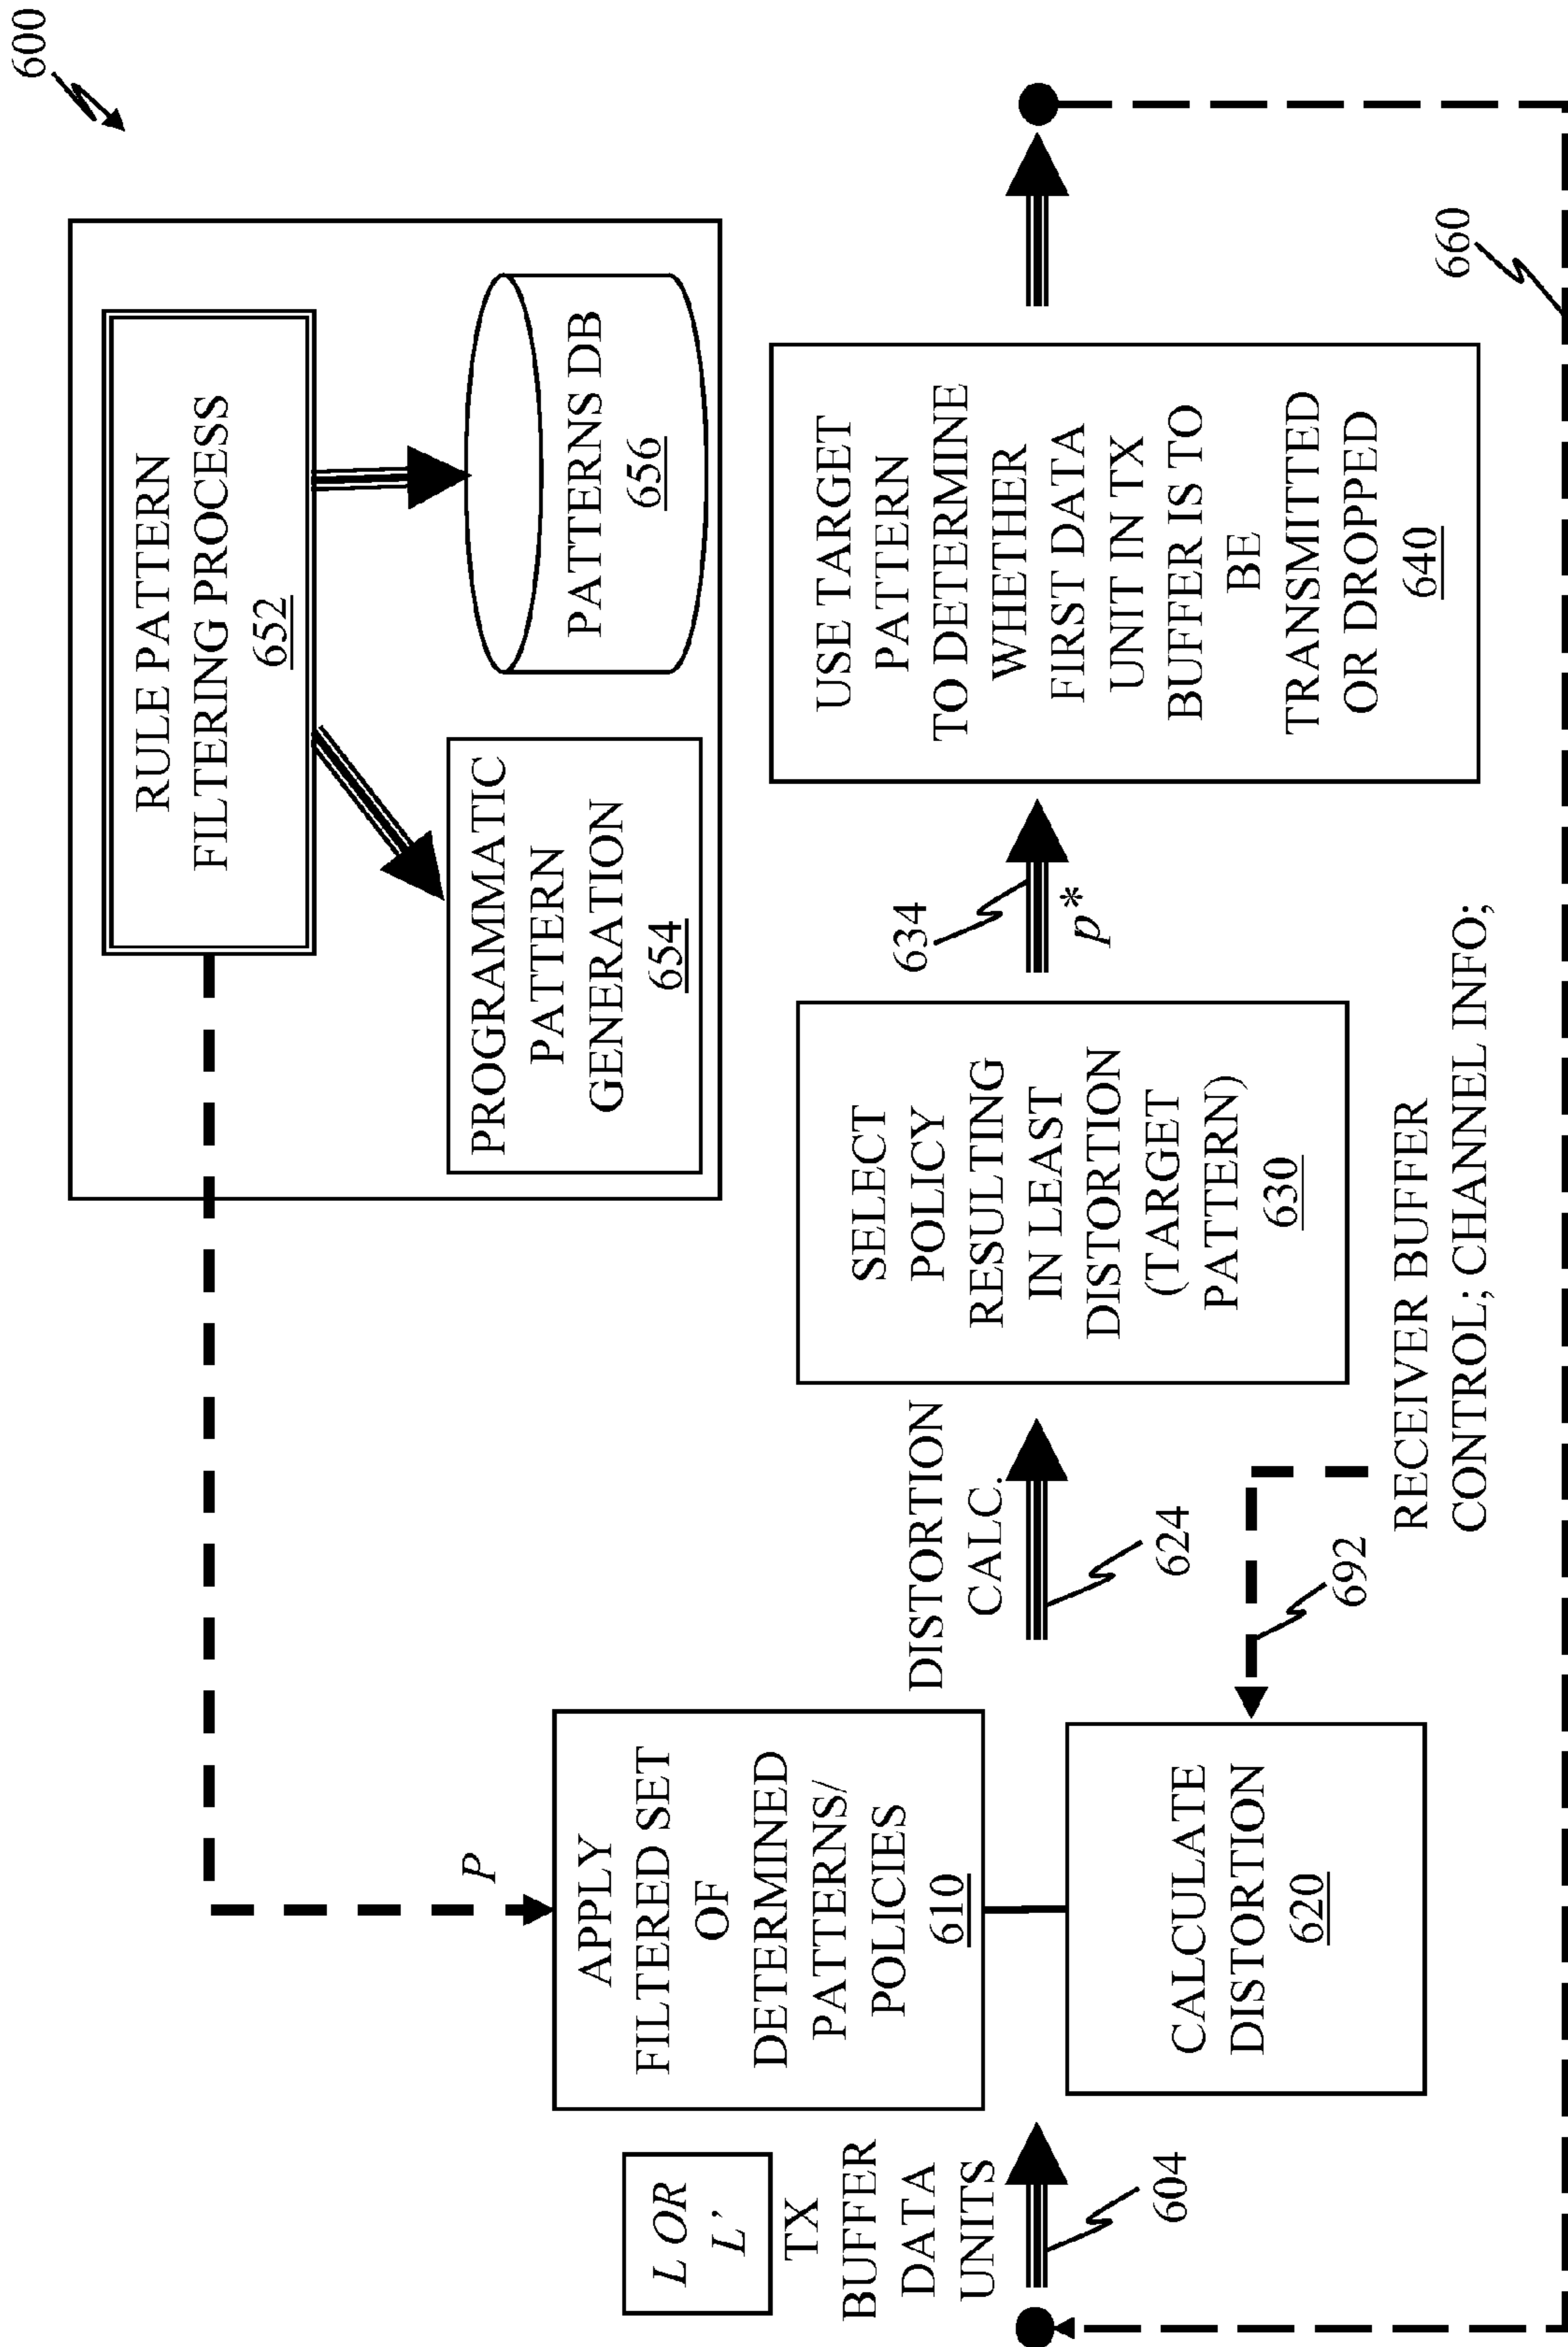 600
RULE PATTERN
FILTERING PROCESS
652
PROGRAMMATIC
PATTERN
GENERATION
654
PATTERNS DB
656
P
L OR
L'
TX
BUFFER
DATA
UNITS
604
APPLY
FILTERED SET
OF
DETERMINED
PATTERNS/
POLICIES
610
CALCULATE
DISTORTION
620
DISTORTION
CALC.
624
692
RECEIVER BUFFER
CONTROL; CHANNEL INFO;
SELECT
POLICY
RESULTING
IN LEAST
DISTORTION
(TARGET
PATTERN)
630
634
p*
USE TARGET
PATTERN
TO DETERMINE
WHETHER
FIRST DATA
UNIT IN TX
BUFFER IS TO
BE
TRANSMITTED
OR DROPPED
640
660